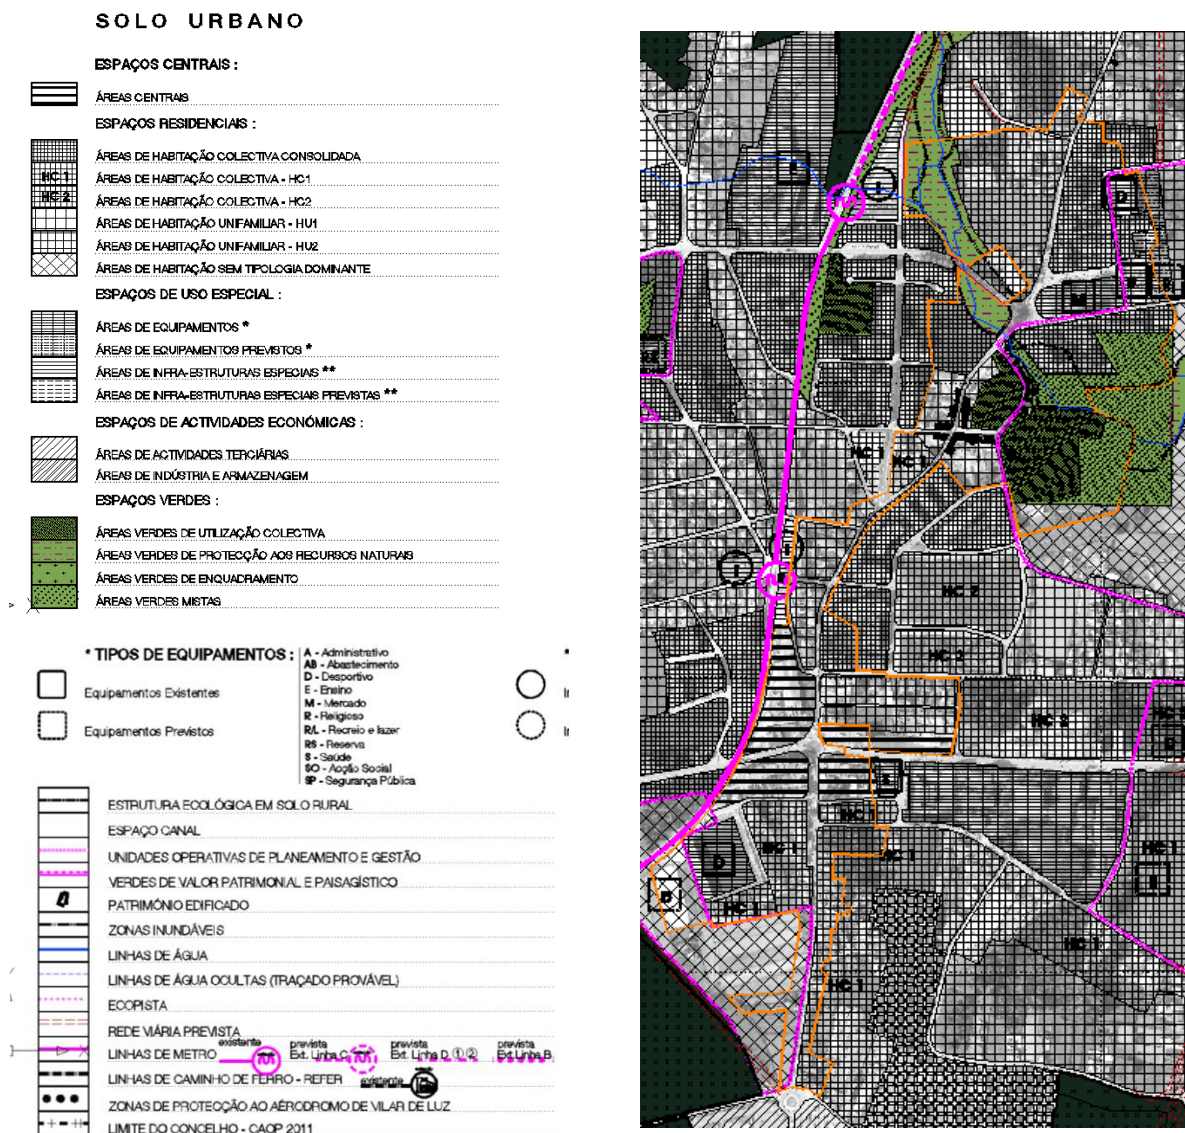 SOLO URBANO
ESPAÇOS CENTRAIS :
ÁREAS CENTRAIS
ESPAÇOS RESIDENCIAIS :
ÁREAS DE HABITAÇÃO COLECTIVA CONSOLIDADA
HC 1 ÁREAS DE HABITAÇÃO COLECTIVA - HC1
HC 2 ÁREAS DE HABITAÇÃO COLECTIVA - HC2
ÁREAS DE HABITAÇÃO UNIFAMILIAR - HU1
ÁREAS DE HABITAÇÃO UNIFAMILIAR - HU2
ÁREAS DE HABITAÇÃO SEM TIPOLOGIA DOMINANTE
ESPAÇOS DE USO ESPECIAL :
ÁREAS DE EQUIPAMENTOS *
ÁREAS DE EQUIPAMENTOS PREVISTOS *
ÁREAS DE INFRA-ESTRUTURAS ESPECIAIS **
ÁREAS DE INFRA-ESTRUTURAS ESPECIAIS PREVISTAS **
ESPAÇOS DE ACTIVIDADES ECONÓMICAS :
ÁREAS DE ACTIVIDADES TERCIÁRIAS
ÁREAS DE INDÚSTRIA E ARMAZENAGEM
ESPAÇOS VERDES :
ÁREAS VERDES DE UTILIZAÇÃO COLECTIVA
ÁREAS VERDES DE PROTECÇÃO AOS RECURSOS NATURAIS
ÁREAS VERDES DE ENQUADRAMENTO
ÁREAS VERDES MISTAS
* TIPOS DE EQUIPAMENTOS :
Equipamentos Existentes
Equipamentos Previstos
A - Administrativo
AB - Abastecimento
D - Desportivo
E - Ensino
M - Mercado
R - Religioso
R/L - Recreio e lazer
RS - Reserva
S - Saúde
SO - Acção Social
SP - Segurança Pública
*
ESTRUTURA ECOLÓGICA EM SOLO RURAL
ESPAÇO CANAL
UNIDADES OPERATIVAS DE PLANEAMENTO E GESTÃO
VERDES DE VALOR PATRIMONIAL E PAISAGÍSTICO
PATRIMÓNIO EDIFICADO
ZONAS INUNDÁVEIS
LINHAS DE ÁGUA
LINHAS DE ÁGUA OCULTAS (TRAÇADO PROVÁVEL)
ECOPISTA
REDE VIÁRIA PREVISTA
LINHAS DE METRO existente prevista Ext. Linha C prevista Ext. Linha D ① ② prevista Ext. Linha B
LINHAS DE CAMINHO DE FERRO - REFER existente
ZONAS DE PROTECÇÃO AO AÉRODROMO DE VILAR DE LUZ
LIMITE DO CONCELHO - CAOP 2011
D
M
HC 1
HC 1
HC 2
HC 2
HC 2
HC 1
HC 1
HC 1
D
HC 1
HC 1
HC 1
HC 1